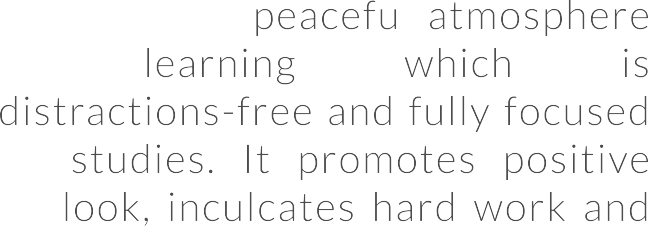 peacefu atmosphere
learning which is
distractions-free and fully focused
studies. It promotes positive
look, inculcates hard work and